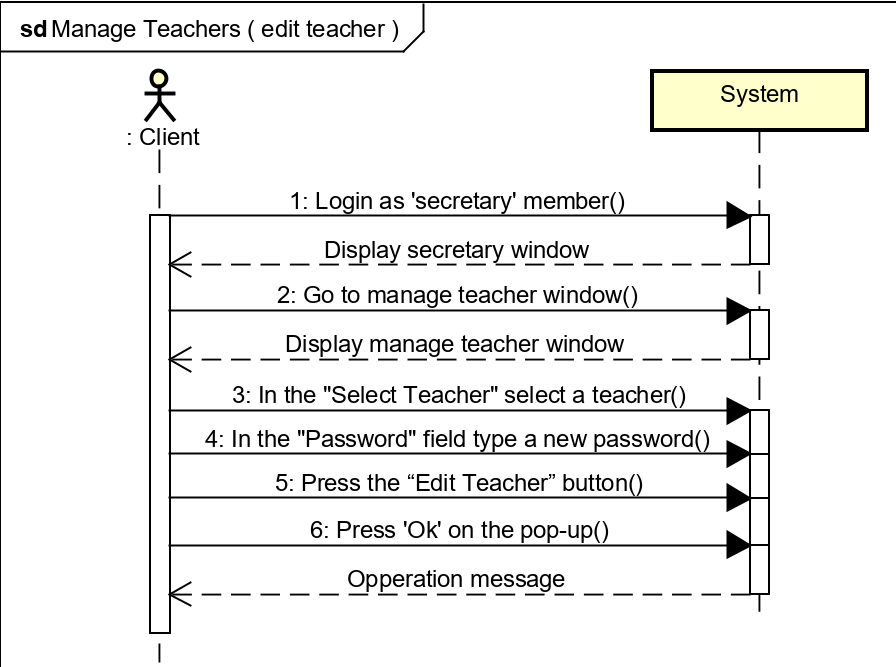 sd Manage Teachers ( edit teacher )
System
: Client
1: Login as 'secretary' member()
Display secretary window
2: Go to manage teacher window()
Display manage teacher window
3: In the "Select Teacher" select a teacher()
4: In the "Password" field type a new password()
5: Press the “Edit Teacher” button()
6: Press 'Ok' on the pop-up()
Opperation message